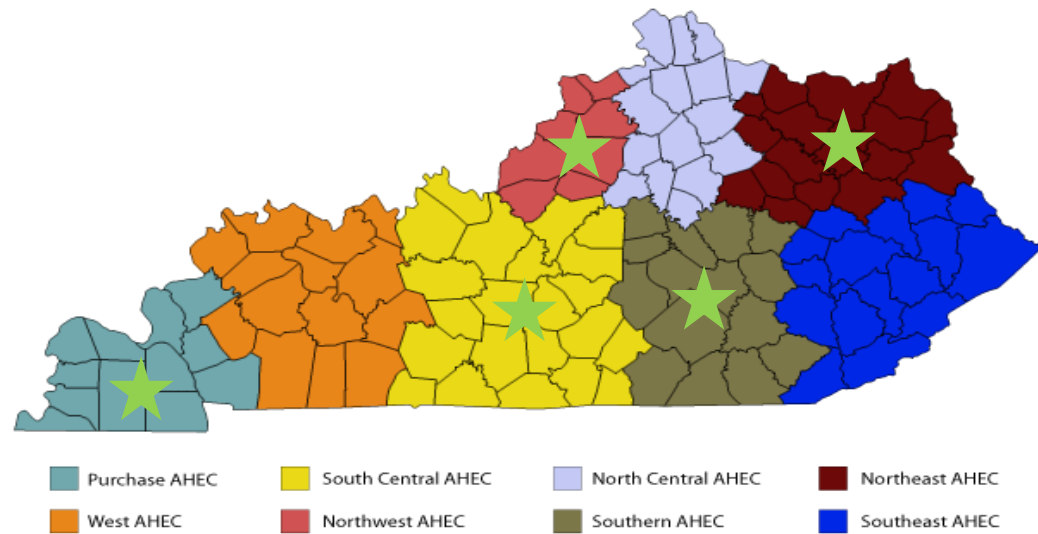 Purchase AHEC
South Central AHEC
North Central AHEC
Northeast AHEC
West AHEC
Northwest AHEC
Southern AHEC
Southeast AHEC